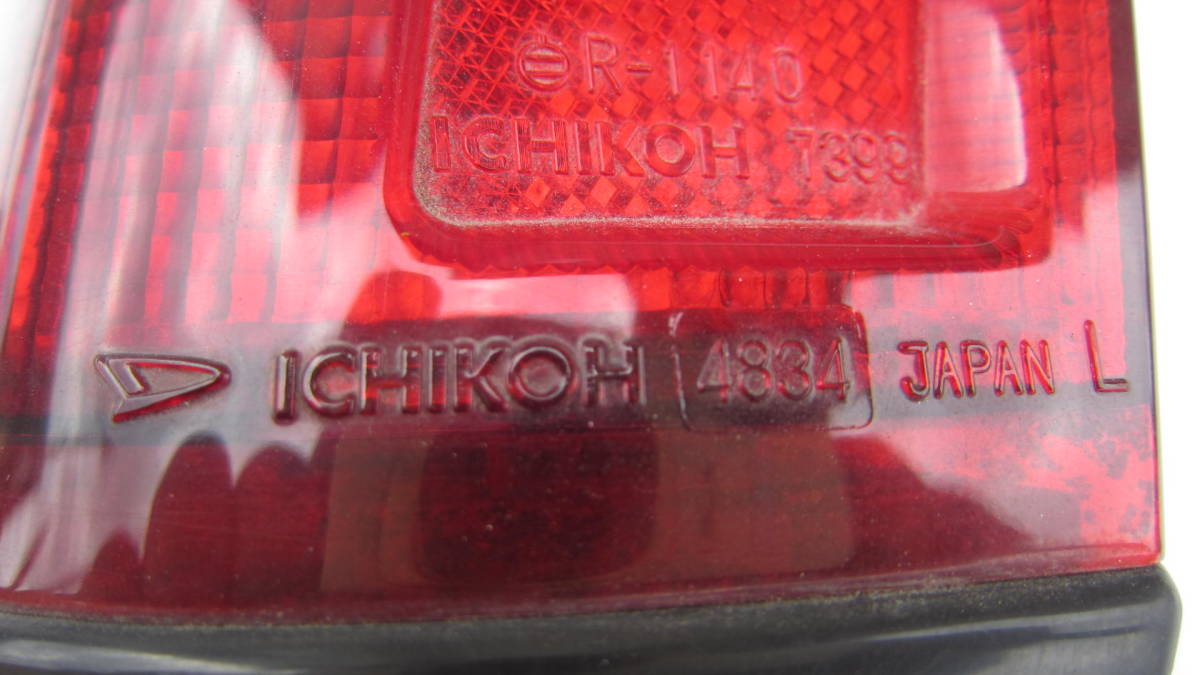 R-1140
ICHIKOH 7399
ICHIKOH 4834 JAPAN L